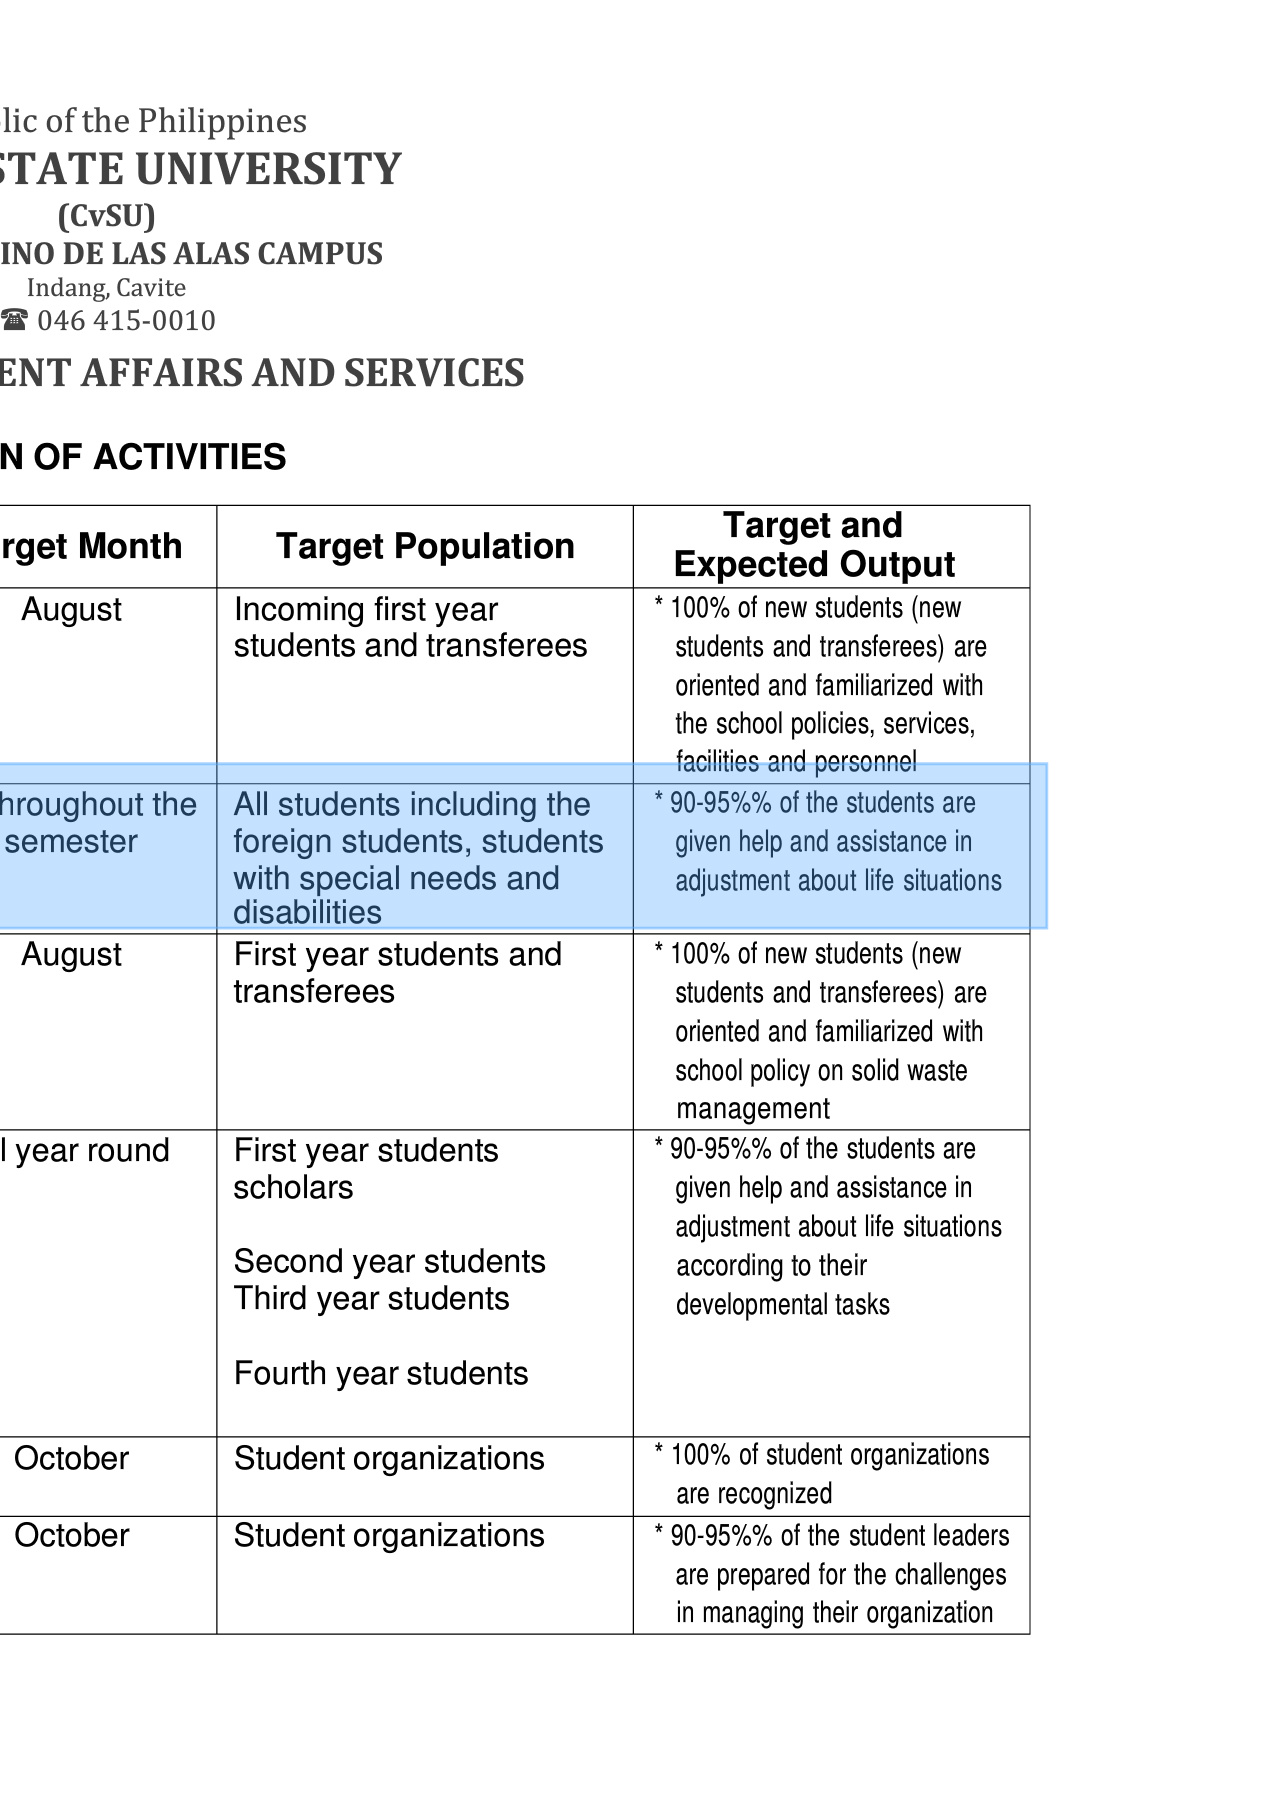 lic of the Philippines
STATE UNIVERSITY
(CvSU)
INO DE LAS ALAS CAMPUS
Indang, Cavite
☎ 046 415-0010
ENT AFFAIRS AND SERVICES
N OF ACTIVITIES
rget Month
Target Population
Target and
Expected Output
August
Incoming first year
students and transferees
* 100% of new students (new
students and transferees) are
oriented and familiarized with
the school policies, services,
facilities and personnel
hroughout the
semester
All students including the
foreign students, students
with special needs and
disabilities
* 90-95%% of the students are
given help and assistance in
adjustment about life situations
August
First year students and
transferees
* 100% of new students (new
students and transferees) are
oriented and familiarized with
school policy on solid waste
management
l year round
First year students
scholars
Second year students
Third year students
Fourth year students
* 90-95%% of the students are
given help and assistance in
adjustment about life situations
according to their
developmental tasks
October
Student organizations
* 100% of student organizations
are recognized
October
Student organizations
* 90-95%% of the student leaders
are prepared for the challenges
in managing their organization